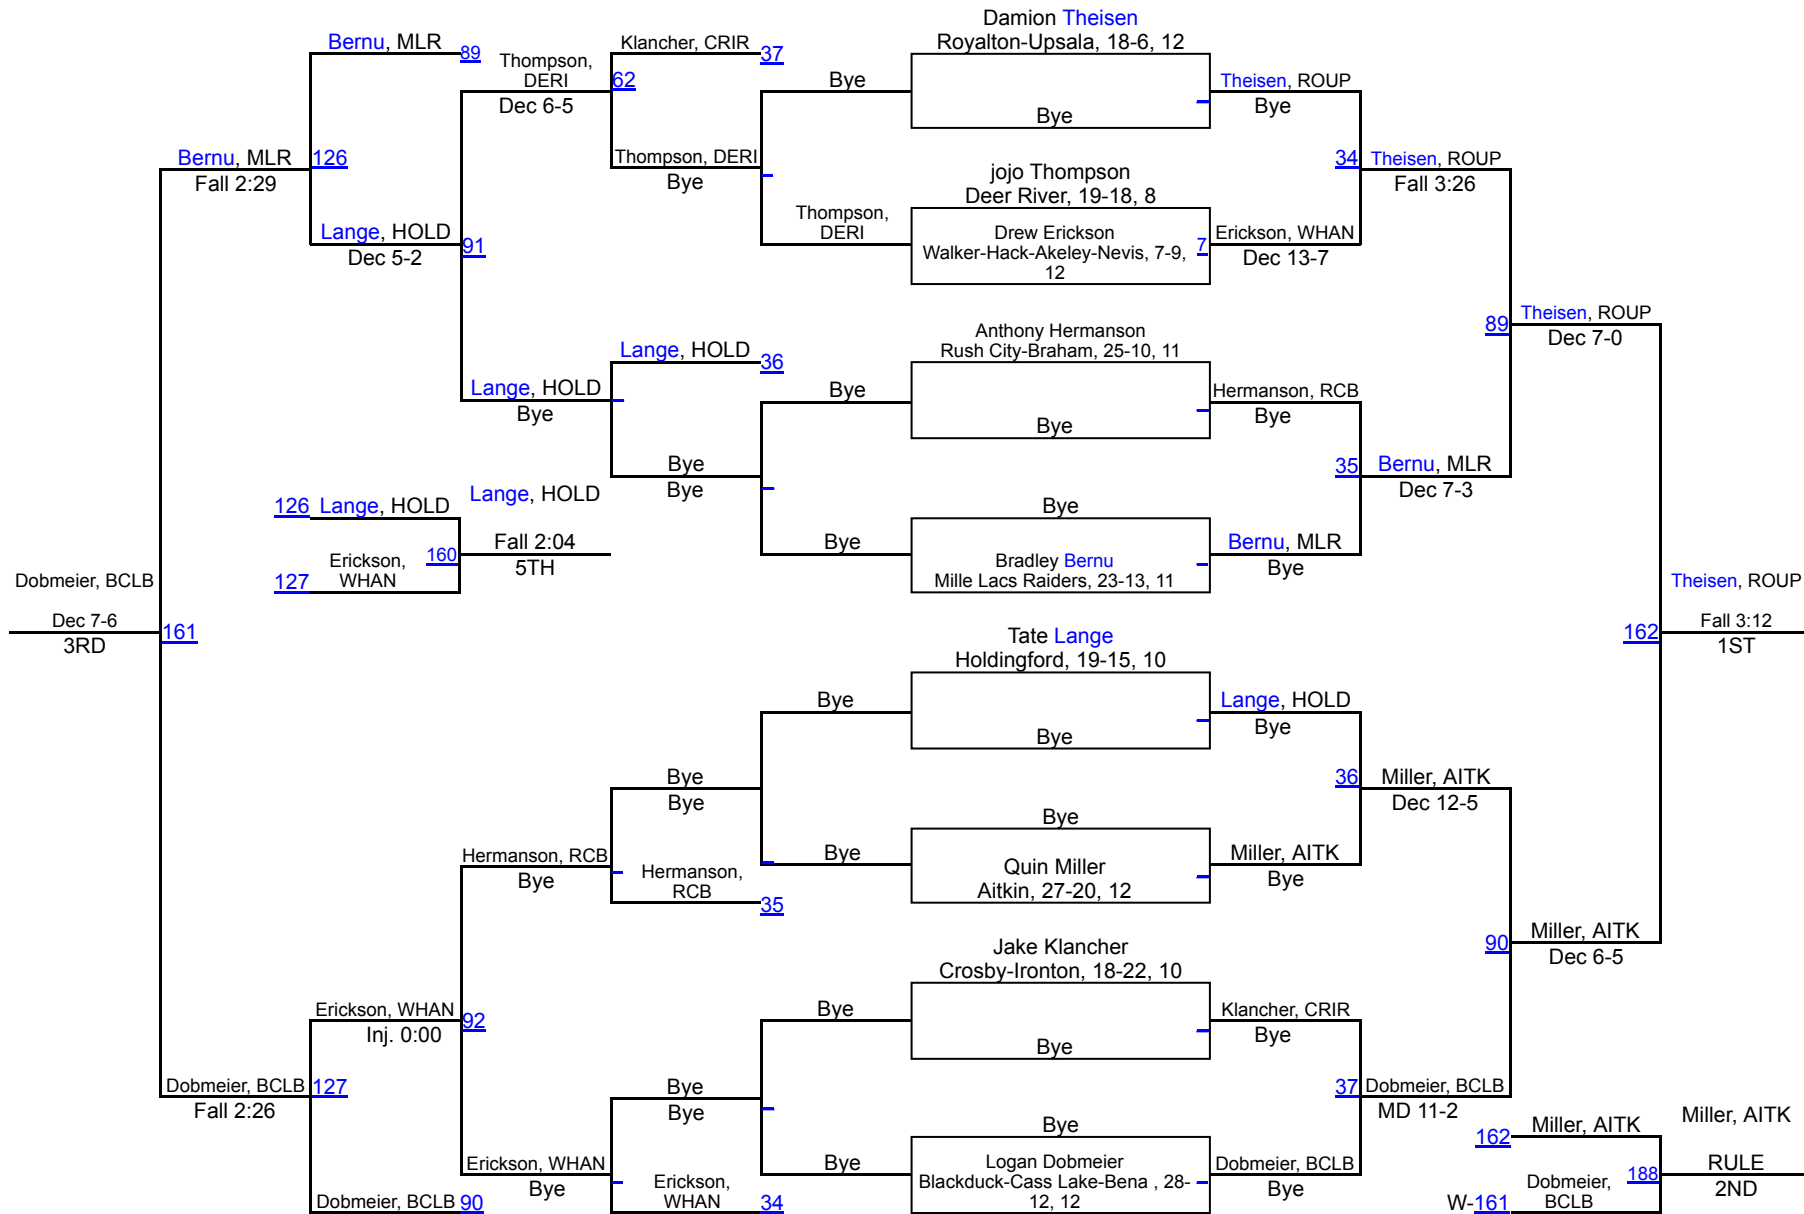 Damion Theisen
Royalton-Upsala, 18-6, 12
Bye
jojo Thompson
Deer River, 19-18, 8
Drew Erickson
Walker-Hack-Akeley-Nevis, 7-9,
12
7
Anthony Hermanson
Rush City-Braham, 25-10, 11
Bye
Bye
Bradley Bernu
Mille Lacs Raiders, 23-13, 11
Tate Lange
Holdingford, 19-15, 10
Bye
Bye
Quin Miller
Aitkin, 27-20, 12
Jake Klancher
Crosby-Ironton, 18-22, 10
Bye
Bye
Logan Dobmeier
Blackduck-Cass Lake-Bena , 28-
12, 12
Theisen, ROUP
Bye
Erickson, WHAN
Dec 13-7
Hermanson, RCB
Bye
Bernu, MLR
Bye
Lange, HOLD
Bye
Miller, AITK
Bye
Klancher, CRIR
Bye
Dobmeier, BCLB
Bye
34
Theisen, ROUP
Fall 3:26
35
Bernu, MLR
Dec 7-3
36
Miller, AITK
Dec 12-5
37
Dobmeier, BCLB
MD 11-2
89
Theisen, ROUP
Dec 7-0
90
Miller, AITK
Dec 6-5
162
Theisen, ROUP
Fall 3:12
1ST
162
Miller, AITK
W-161
Dobmeier,
BCLB
188
Miller, AITK
RULE
2ND
Bye
Thompson,
DERI
Bye
Bye
Bye
Bye
Bye
Bye
Klancher, CRIR
37
Thompson, DERI
Bye
Lange, HOLD
36
Bye
Bye
Bye
Bye
Hermanson,
RCB
35
Bye
Bye
Erickson,
WHAN
34
Thompson,
DERI
62
Dec 6-5
Lange, HOLD
Bye
Hermanson, RCB
Bye
Erickson, WHAN
Bye
Bernu, MLR
89
Lange, HOLD
91
Dec 5-2
Erickson, WHAN
92
Inj. 0:00
Dobmeier, BCLB
90
Bernu, MLR
126
Fall 2:29
Dobmeier, BCLB
127
Fall 2:26
126
Lange, HOLD
127
Erickson,
WHAN
160
Lange, HOLD
Fall 2:04
5TH
Dobmeier, BCLB
Dec 7-6
161
3RD